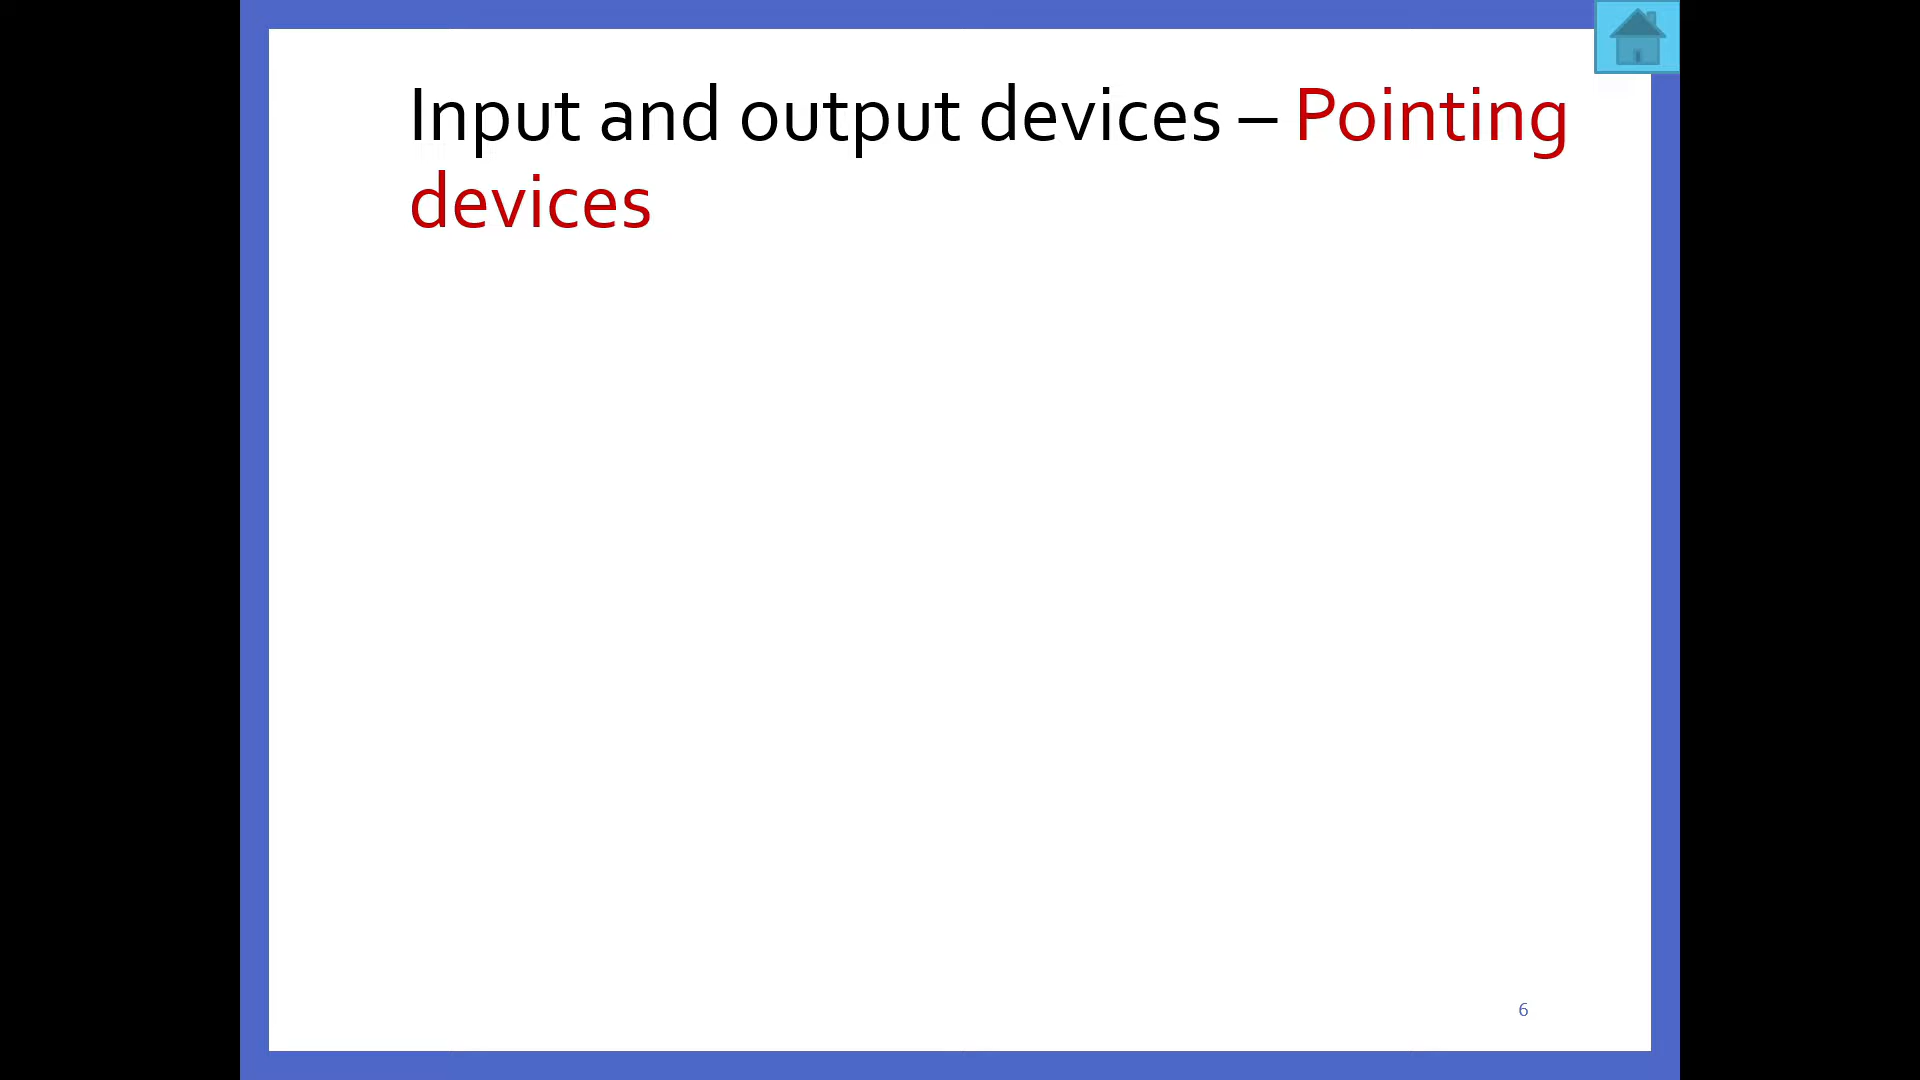 Input and output devices – Pointing
devices
6